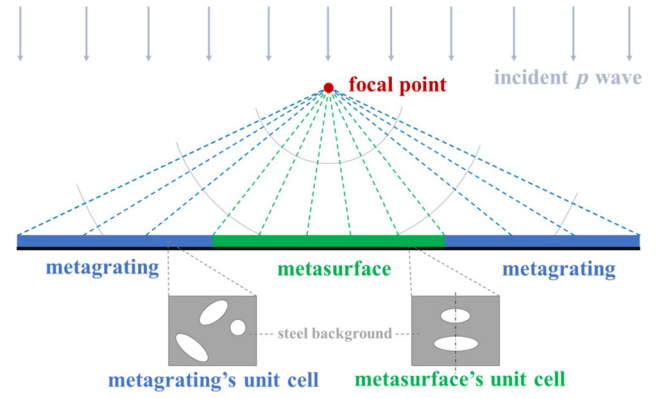 incident p wave
focal point
metagrating metasurface metagrating
steel background
metagrating's unit cell metasurface's unit cell